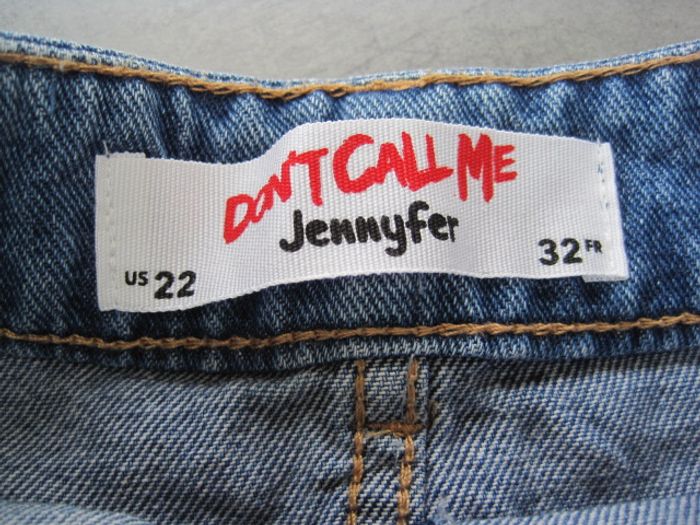 DON'T CALL ME
Jennyfer
US 22
32 FR